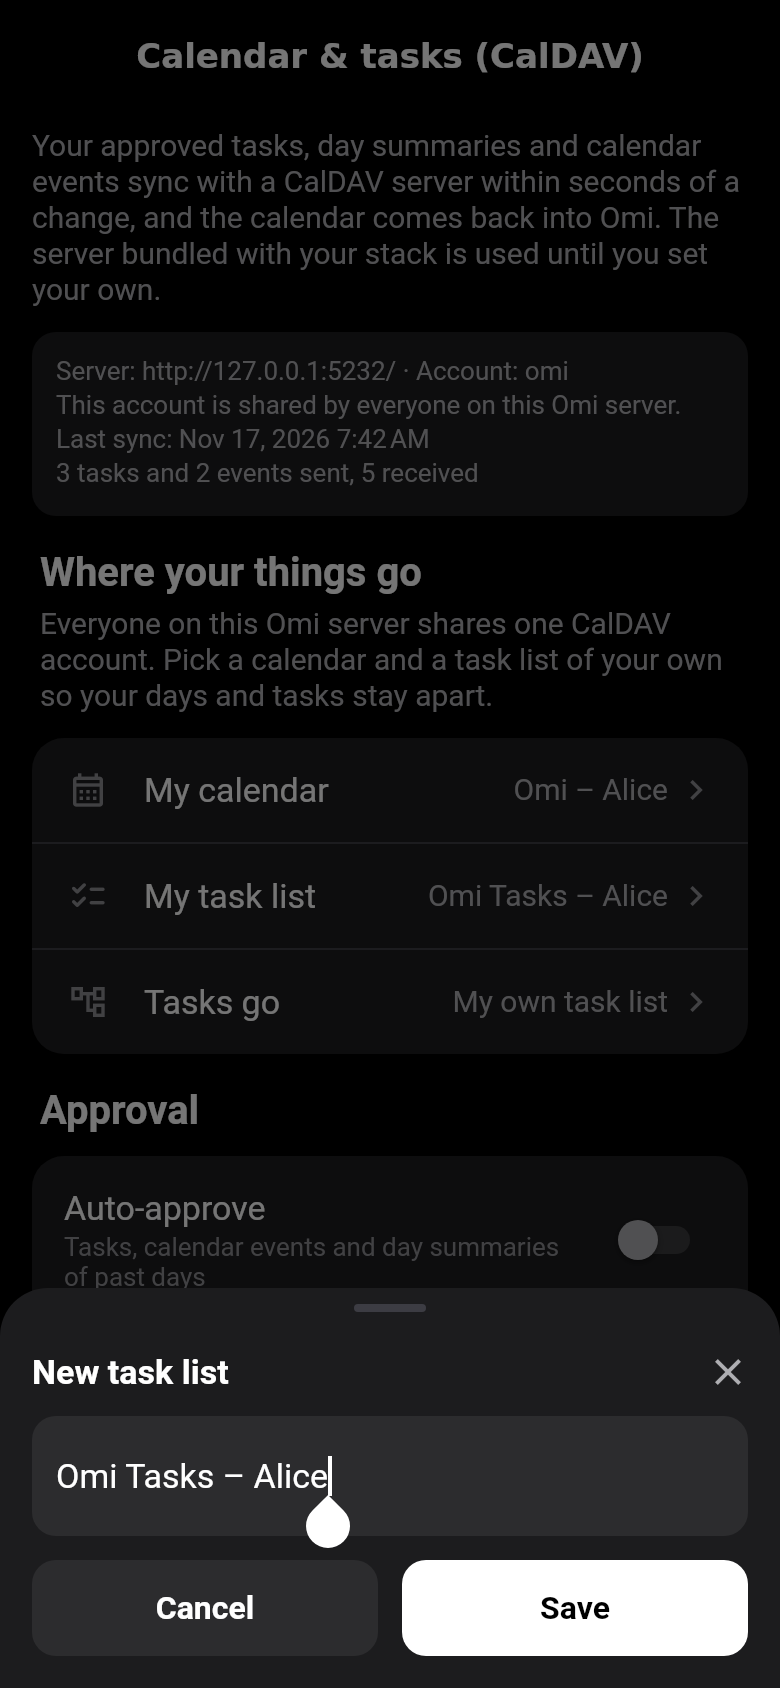 Calendar & tasks (CalDAV)
Your approved tasks, day summaries and calendar
events sync with a CalDAV server within seconds of a
change, and the calendar comes back into Omi. The
server bundled with your stack is used until you set
your own.
Server: http://127.0.0.1:5232/ · Account: omi
This account is shared by everyone on this Omi server.
Last sync: Nov 17, 2026 7:42 AM
3 tasks and 2 events sent, 5 received
Where your things go
Everyone on this Omi server shares one CalDAV
account. Pick a calendar and a task list of your own
so your days and tasks stay apart.
My calendar Omi – Alice
My task list Omi Tasks – Alice
Tasks go My own task list
Approval
Auto-approve
Tasks, calendar events and day summaries
of past days
New task list
Omi Tasks – Alice
Cancel Save